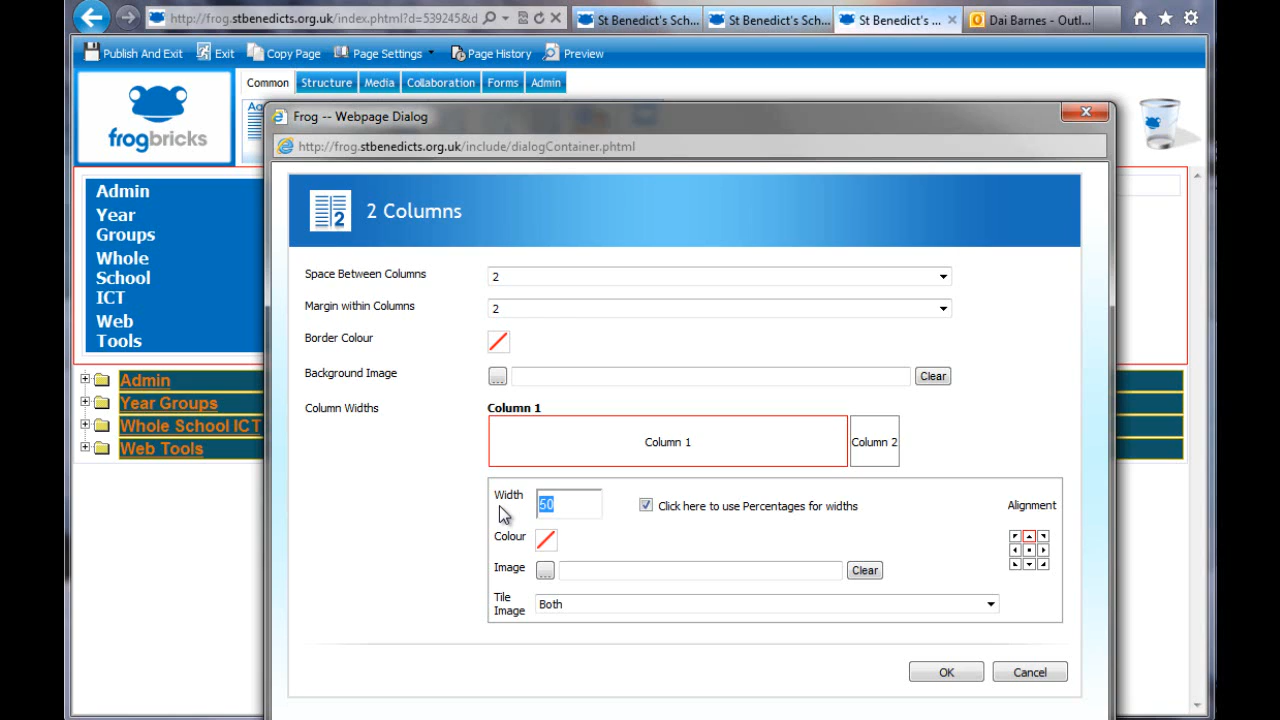 http://frog.stbenedicts.org.uk/index.phtml?d=539245&d
St Benedict's Sch...
St Benedict's Sch...
St Benedict's ...
Dai Barnes - Outl...
Publish And Exit
Exit
Copy Page
Page Settings
Page History
Preview
frogbricks
Common
Structure
Media
Collaboration
Forms
Admin
Frog -- Webpage Dialog
http://frog.stbenedicts.org.uk/include/dialogContainer.phtml
Admin
Year
Groups
Whole
School
ICT
Web
Tools
Admin
Year Groups
Whole School ICT
Web Tools
2
2 Columns
Space Between Columns
2
Margin within Columns
2
Border Colour
Background Image
...
Clear
Column Widths
Column 1
Column 1
Column 2
Width
50
Click here to use Percentages for widths
Alignment
Colour
Image
...
Clear
Tile
Image
Both
OK
Cancel